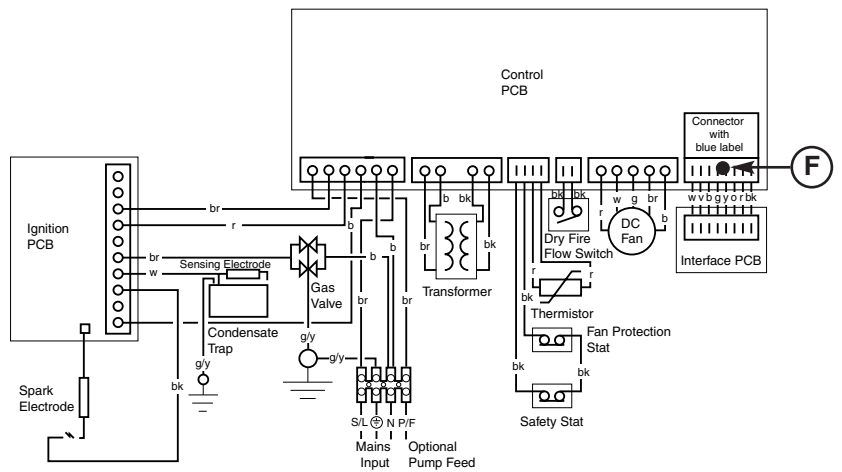 Control
PCB
Connector
with
blue label
F
bk
bk
w v b g y o r bk
Ignition
PCB
br
r
b
b
bk
r
w
g
br
b
DC
Fan
Interface PCB
br
w
Sensing Electrode
Gas
Valve
b
b
br
bk
Transformer
Dry Fire
Flow Switch
r
r
Thermistor
Condensate
Trap
br
br
bk
g/y
g/y
g/y
Fan Protection
Stat
bk
bk
bk
Spark
Electrode
S/L
N
P/F
Mains
Input
Optional
Pump Feed
Safety Stat